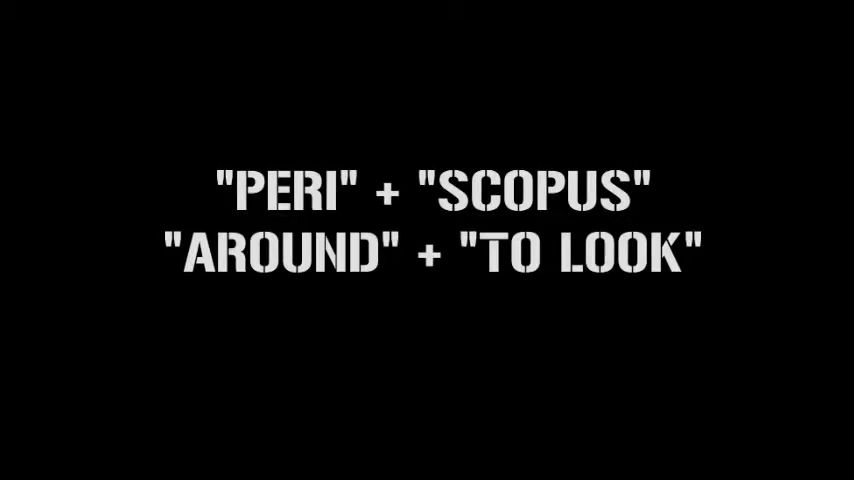 "PERI" + "SCOPUS"
"AROUND" + "TO LOOK"